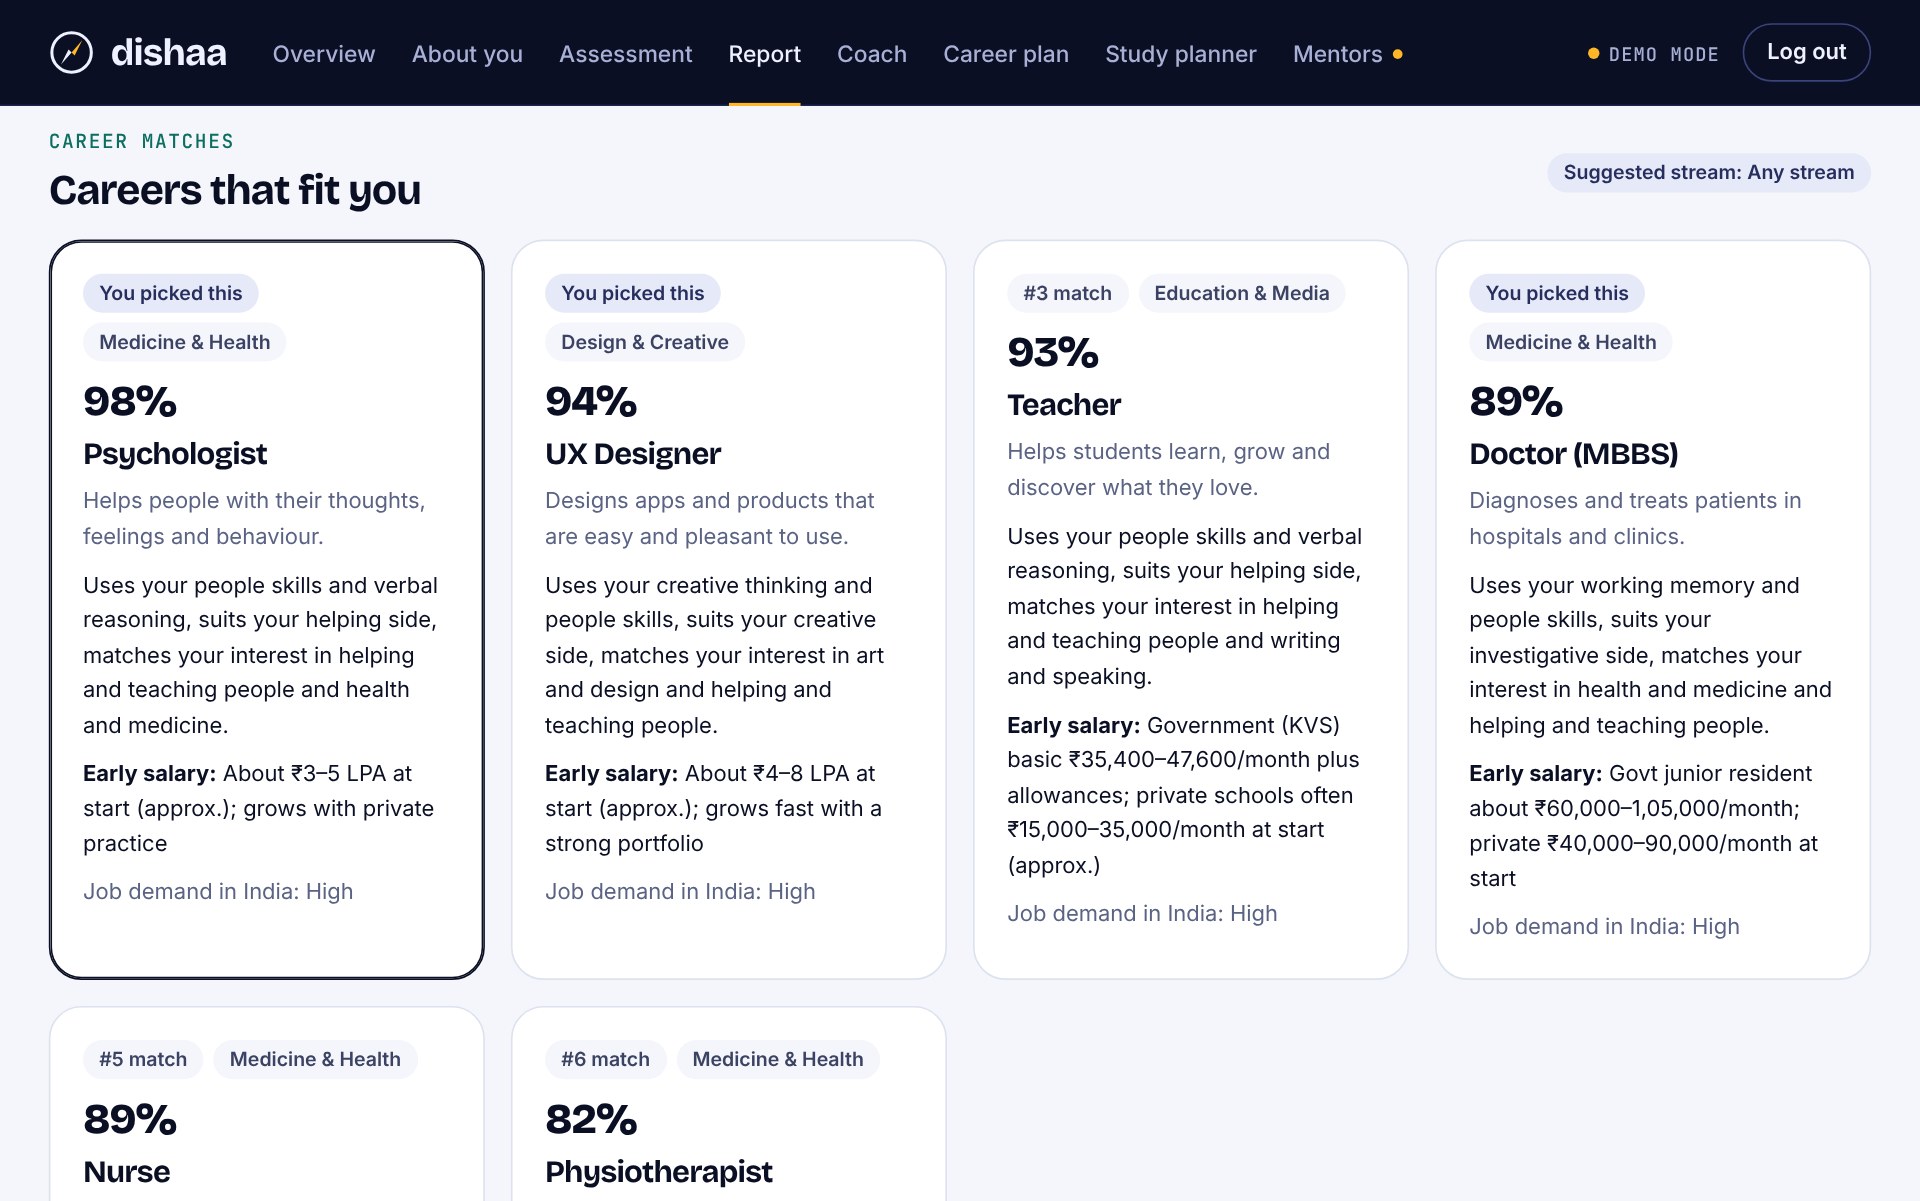 dishaa
Overview
About you
Assessment
Report
Coach
Career plan
Study planner
Mentors
DEMO MODE
Log out
CAREER MATCHES
Careers that fit you
Suggested stream: Any stream
You picked this
Medicine & Health
98%
Psychologist
Helps people with their thoughts,
feelings and behaviour.
Uses your people skills and verbal
reasoning, suits your helping side,
matches your interest in helping
and teaching people and health
and medicine.
Early salary: About ₹3–5 LPA at
start (approx.); grows with private
practice
Job demand in India: High
You picked this
Design & Creative
94%
UX Designer
Designs apps and products that
are easy and pleasant to use.
Uses your creative thinking and
people skills, suits your creative
side, matches your interest in art
and design and helping and
teaching people.
Early salary: About ₹4–8 LPA at
start (approx.); grows fast with a
strong portfolio
Job demand in India: High
#3 match
Education & Media
93%
Teacher
Helps students learn, grow and
discover what they love.
Uses your people skills and verbal
reasoning, suits your helping side,
matches your interest in helping
and teaching people and writing
and speaking.
Early salary: Government (KVS)
basic ₹35,400–47,600/month plus
allowances; private schools often
₹15,000–35,000/month at start
(approx.)
Job demand in India: High
You picked this
Medicine & Health
89%
Doctor (MBBS)
Diagnoses and treats patients in
hospitals and clinics.
Uses your working memory and
people skills, suits your
investigative side, matches your
interest in health and medicine and
helping and teaching people.
Early salary: Govt junior resident
about ₹60,000–1,05,000/month;
private ₹40,000–90,000/month at
start
Job demand in India: High
#5 match
Medicine & Health
89%
Nurse
#6 match
Medicine & Health
82%
Physiotherapist